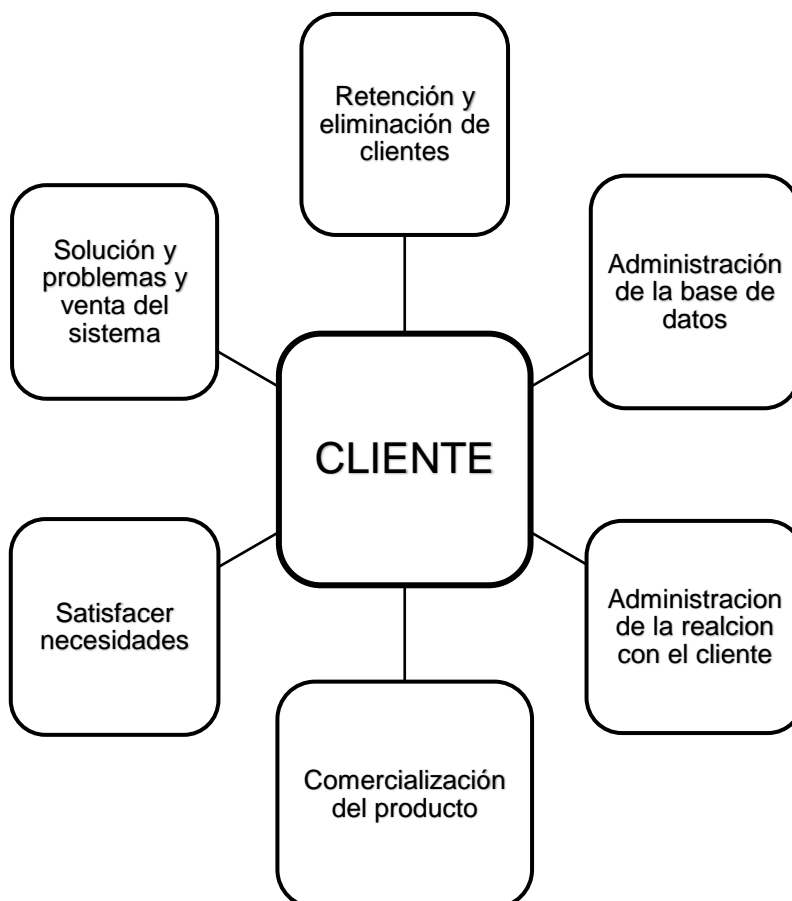 Retención y
eliminación de
clientes
Administración
de la base de
datos
Administracion
de la realcion
con el cliente
Comercialización
del producto
Satisfacer
necesidades
Solución y
problemas y
venta del
sistema
CLIENTE